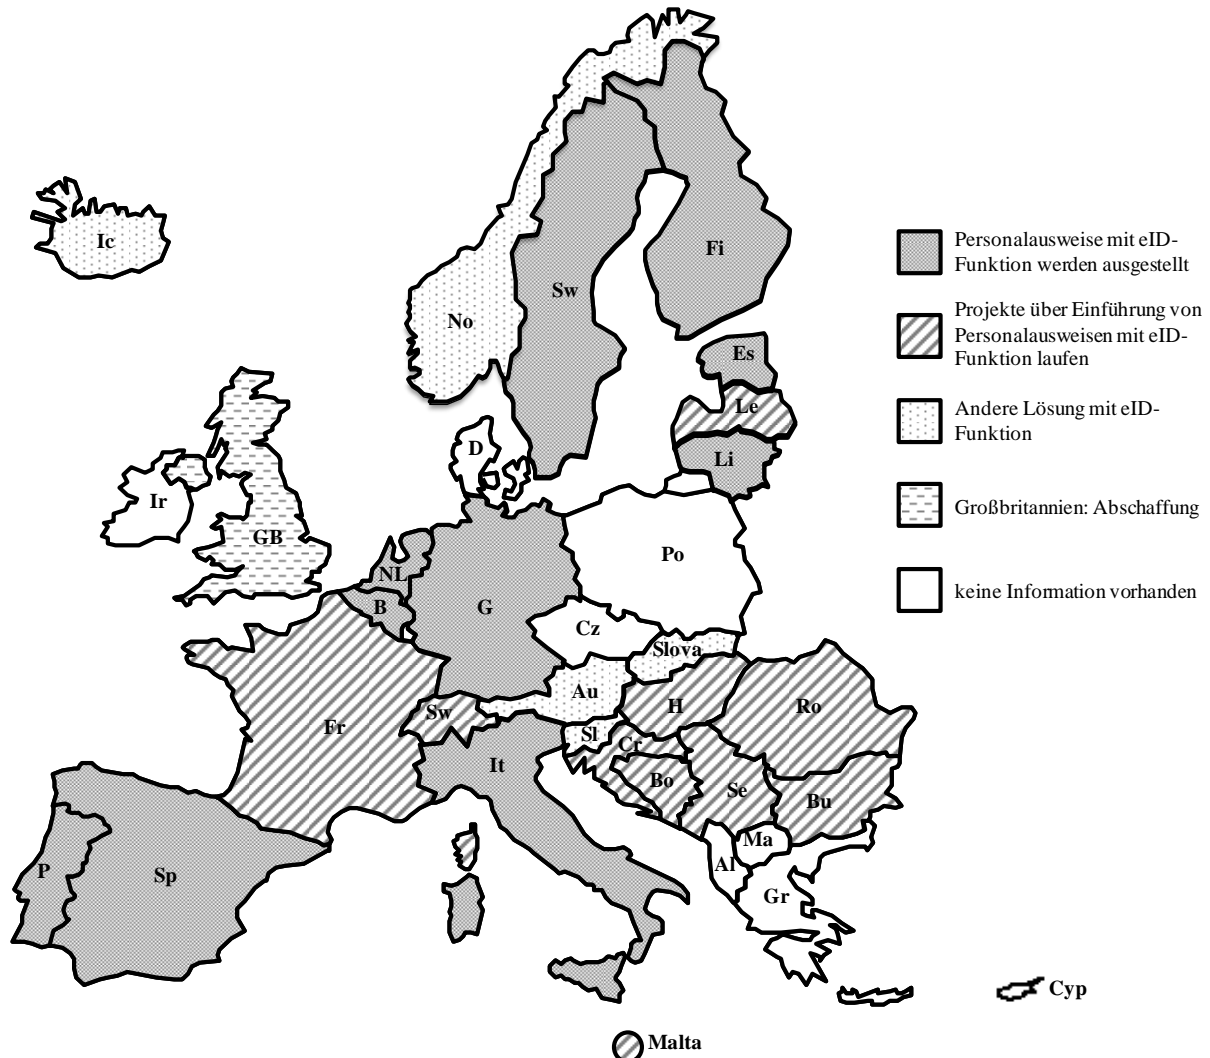 Ic
No
Sw
Fi
Es
Le
Li
D
Ir
GB
NL
B
G
Po
Cz
Slova
Au
Fr
Sw
H
Ro
Sl
Cr
It
Bo
Se
Bu
Ma
Al
Gr
P
Sp
Cyp
Malta
Personalausweise mit eID-
Funktion werden ausgestellt
Projekte über Einführung von
Personalausweisen mit eID-
Funktion laufen
Andere Lösung mit eID-
Funktion
Großbritannien: Abschaffung
keine Information vorhanden